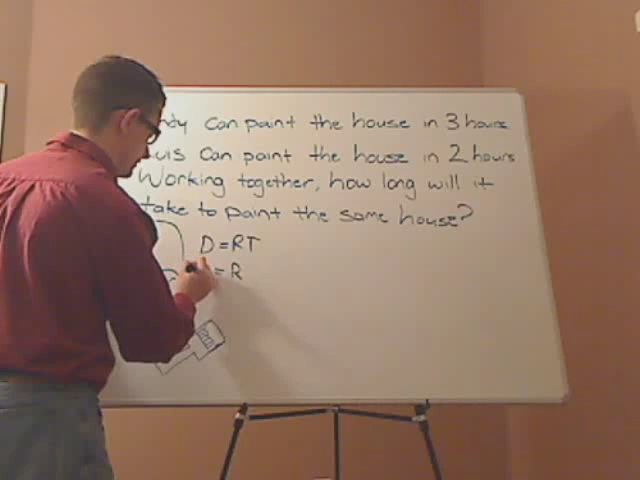 can paint the house in 3 hours
can paint the house in 2 hours
Working together, how long will it
take to paint the same house?
D=RT
= R